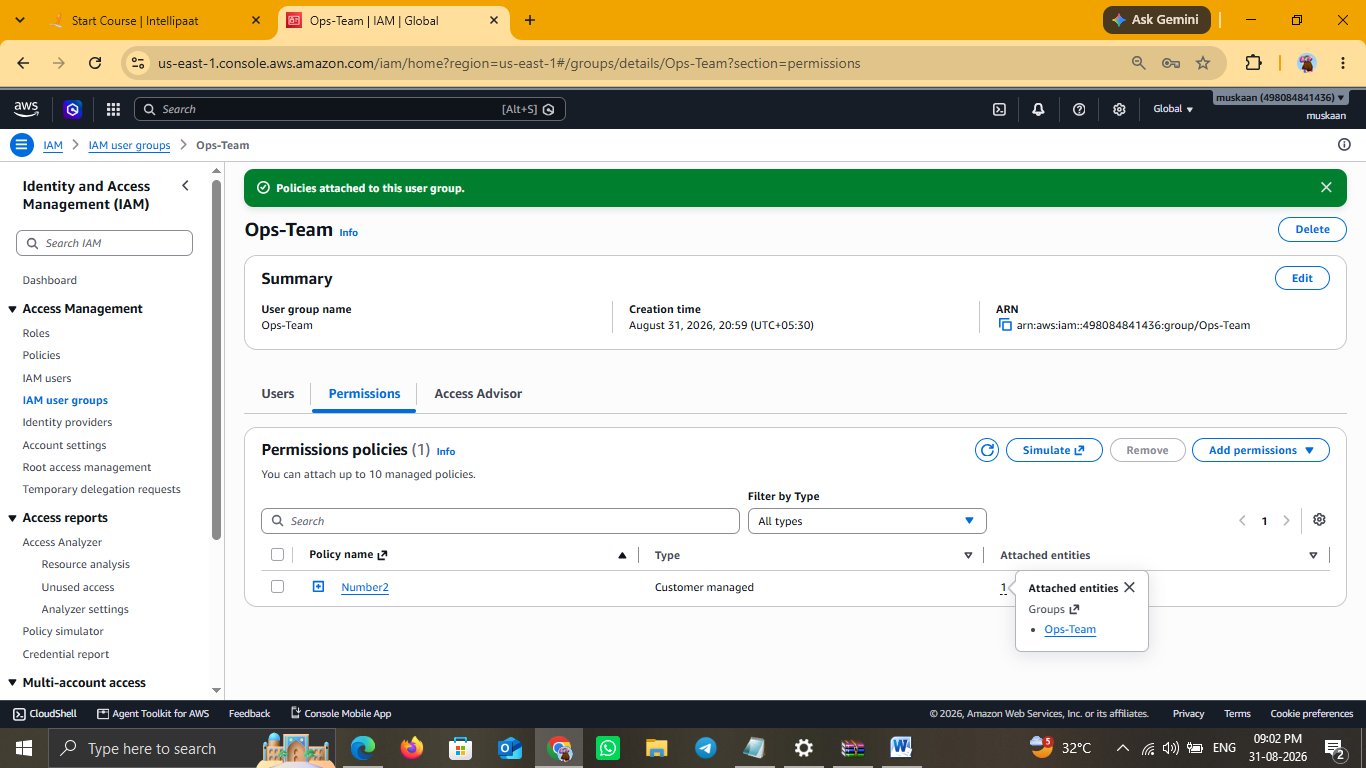 Start Course | Intellipaat
Ops-Team | IAM | Global
Ask Gemini
us-east-1.console.aws.amazon.com/iam/home?region=us-east-1#/groups/details/Ops-Team?section=permissions
aws
Search
[Alt+S]
Global
muskaan (498084841436)
muskaan
IAM
IAM user groups
Ops-Team
Identity and Access
Management (IAM)
Search IAM
Dashboard
Access Management
Roles
Policies
IAM users
IAM user groups
Identity providers
Account settings
Root access management
Temporary delegation requests
Access reports
Access Analyzer
Resource analysis
Unused access
Analyzer settings
Policy simulator
Credential report
Multi-account access
Policies attached to this user group.
Ops-Team Info
Delete
Summary
Edit
User group name
Ops-Team
Creation time
August 31, 2026, 20:59 (UTC+05:30)
ARN
arn:aws:iam::498084841436:group/Ops-Team
Users
Permissions
Access Advisor
Permissions policies (1) Info
You can attach up to 10 managed policies.
Simulate
Remove
Add permissions
Filter by Type
Search
All types
1
Policy name
Type
Attached entities
Number2
Customer managed
1
Attached entities
Groups
Ops-Team
CloudShell
Agent Toolkit for AWS
Feedback
Console Mobile App
© 2026, Amazon Web Services, Inc. or its affiliates.
Privacy
Terms
Cookie preferences
Type here to search
5
32°C
ENG
09:02 PM
31-08-2026
2